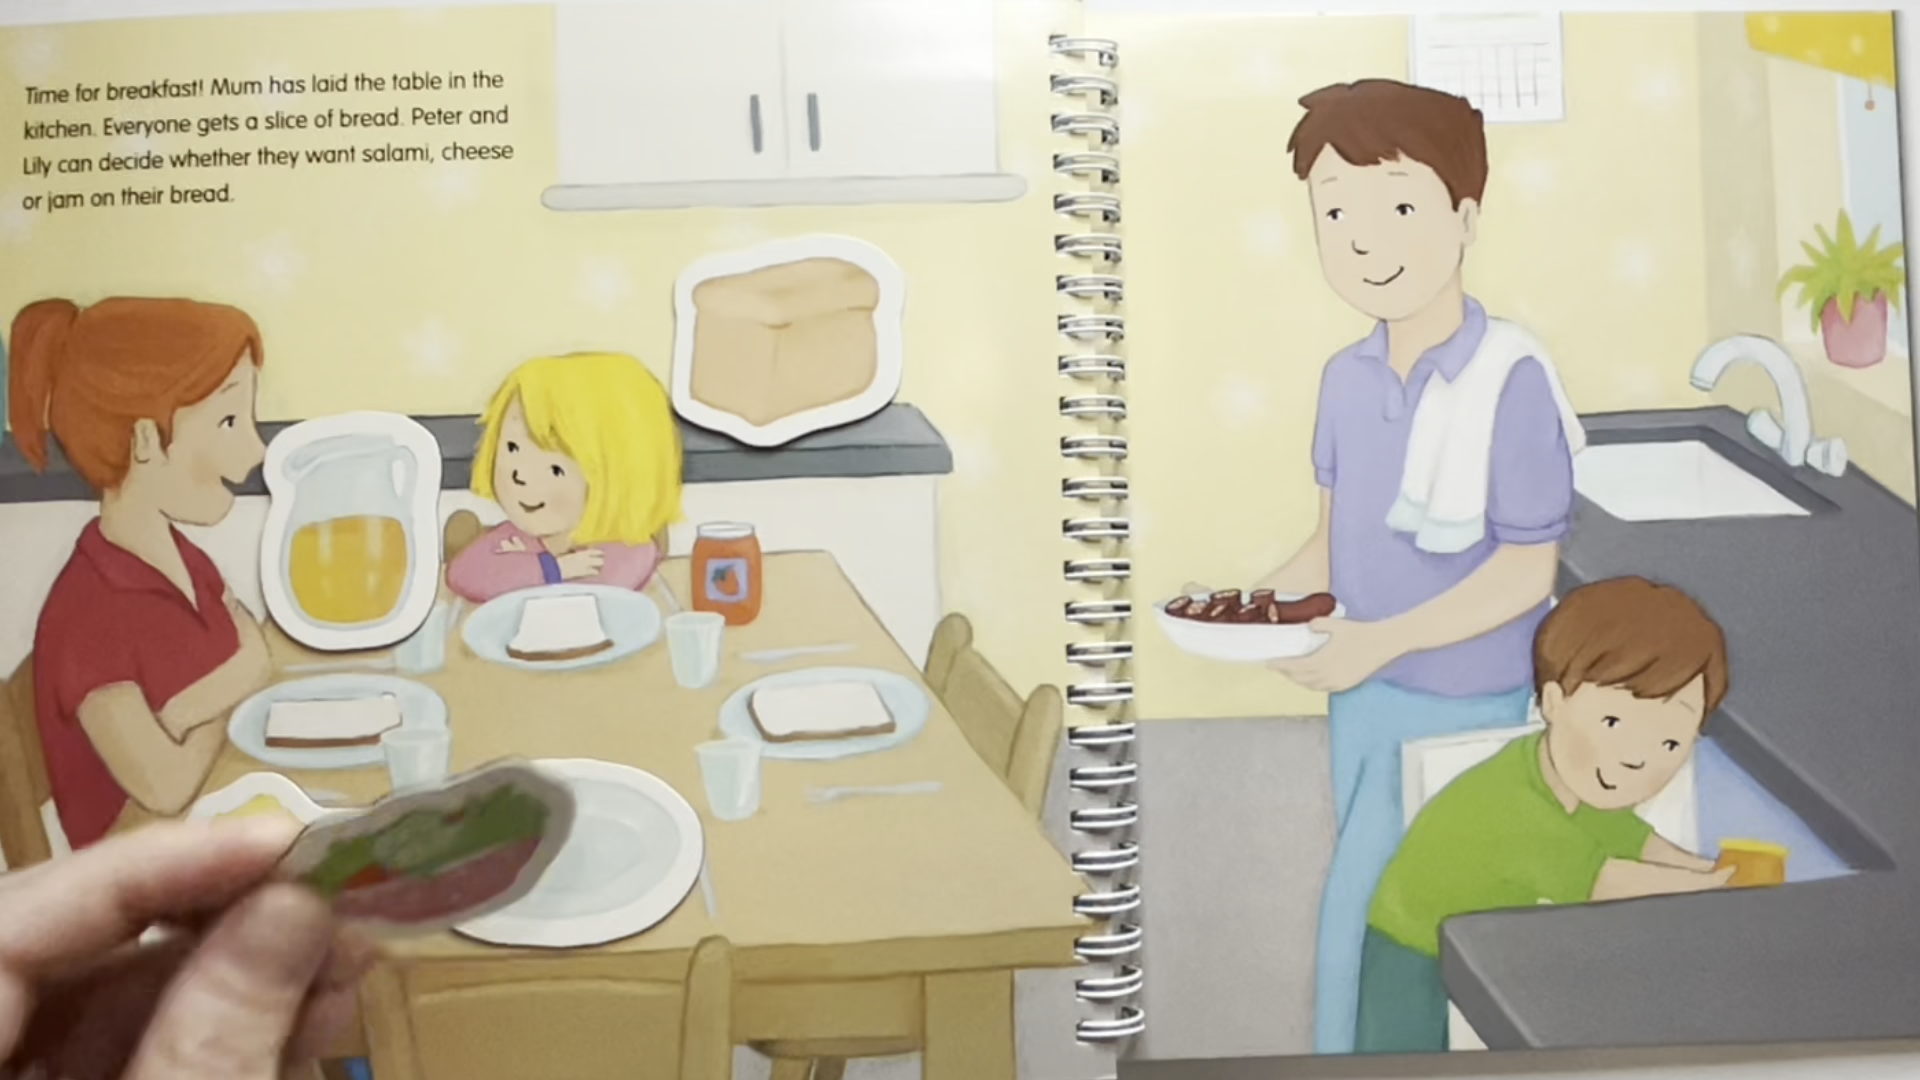 Time for breakfast! Mum has laid the table in the
kitchen. Everyone gets a slice of bread. Peter and
Lily can decide whether they want salami, cheese
or jam on their bread.